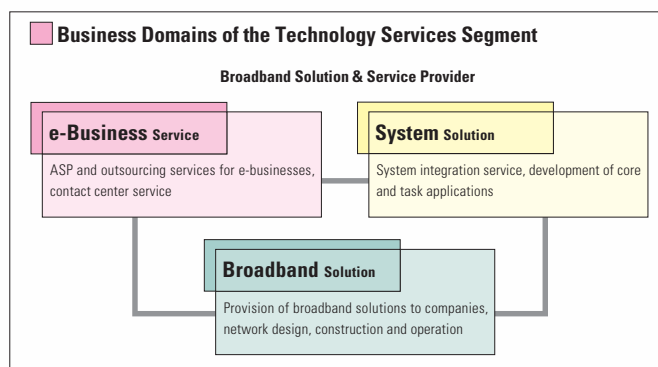 Business Domains of the Technology Services Segment
Broadband Solution & Service Provider
e-Business Service
ASP and outsourcing services for e-businesses,
contact center service
System Solution
System integration service, development of core
and task applications
Broadband Solution
Provision of broadband solutions to companies,
network design, construction and operation